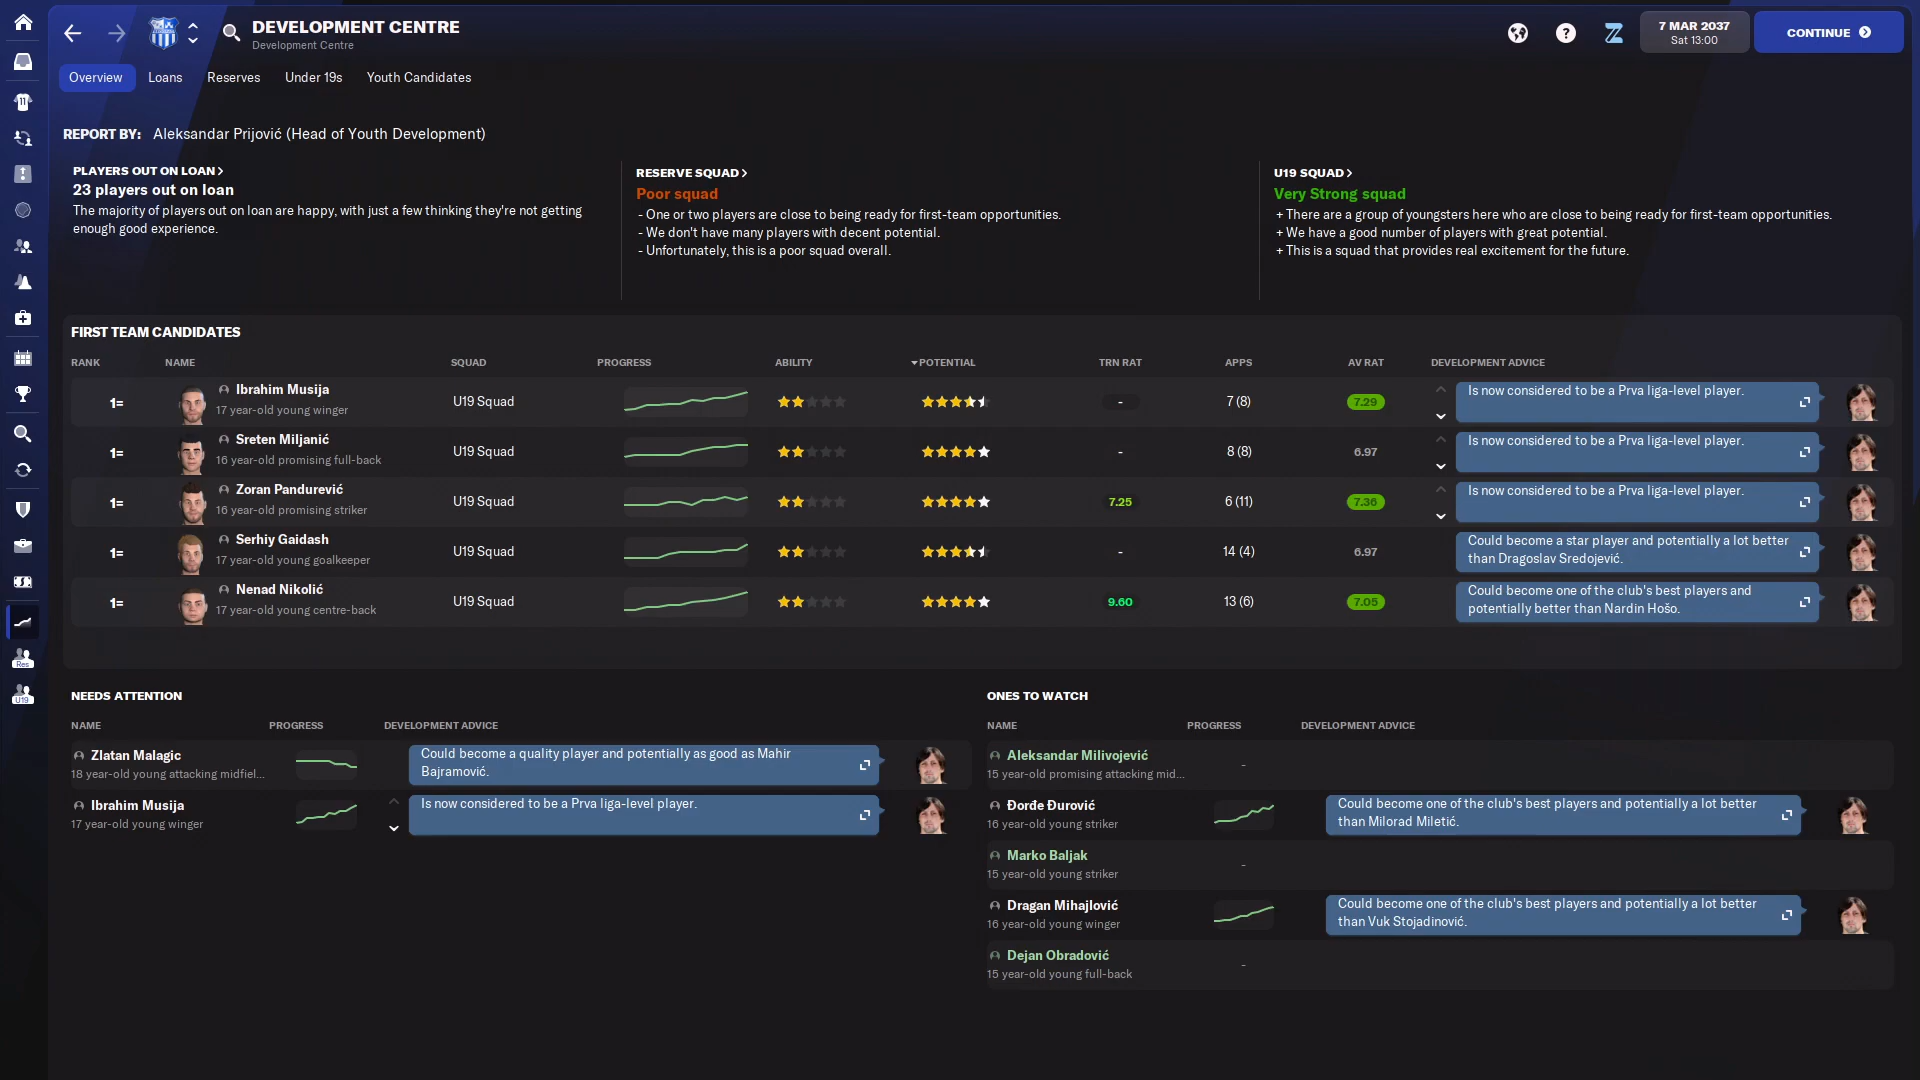 DEVELOPMENT CENTRE
Development Centre
7 MAR 2037
Sat 13:00
CONTINUE
Overview Loans Reserves Under 19s Youth Candidates
REPORT BY: Aleksandar Prijović (Head of Youth Development)
PLAYERS OUT ON LOAN
23 players out on loan
The majority of players out on loan are happy, with just a few thinking they're not getting
enough good experience.
RESERVE SQUAD
Poor squad
- One or two players are close to being ready for first-team opportunities.
- We don't have many players with decent potential.
- Unfortunately, this is a poor squad overall.
U19 SQUAD
Very Strong squad
+ There are a group of youngsters here who are close to being ready for first-team opportunities.
+ We have a good number of players with great potential.
+ This is a squad that provides real excitement for the future.
FIRST TEAM CANDIDATES
RANK NAME SQUAD PROGRESS ABILITY POTENTIAL TRN RAT APPS AV RAT DEVELOPMENT ADVICE
1= Ibrahim Musija U19 Squad - 7 (8) 7.29 Is now considered to be a Prva liga-level player.
17 year-old young winger
1= Sreten Miljanić U19 Squad - 8 (8) 6.97 Is now considered to be a Prva liga-level player.
16 year-old promising full-back
1= Zoran Pandurević U19 Squad 7.25 6 (11) 7.36 Is now considered to be a Prva liga-level player.
16 year-old promising striker
1= Serhiy Gaidash U19 Squad - 14 (4) 6.97 Could become a star player and potentially a lot better
17 year-old young goalkeeper than Dragoslav Sredojević.
1= Nenad Nikolić U19 Squad 9.60 13 (6) 7.05 Could become one of the club's best players and
17 year-old young centre-back potentially better than Nardin Hošo.
NEEDS ATTENTION
NAME PROGRESS DEVELOPMENT ADVICE
Zlatan Malagic Could become a quality player and potentially as good as Mahir
18 year-old young attacking midfiel... Bajramović.
Ibrahim Musija Is now considered to be a Prva liga-level player.
17 year-old young winger
ONES TO WATCH
NAME PROGRESS DEVELOPMENT ADVICE
Aleksandar Milivojević -
15 year-old promising attacking mid...
Đorđe Đurović Could become one of the club's best players and potentially a lot better
16 year-old young striker than Milorad Miletić.
Marko Baljak -
15 year-old young striker
Dragan Mihajlović Could become one of the club's best players and potentially a lot better
16 year-old young winger than Vuk Stojadinović.
Dejan Obradović -
15 year-old young full-back
Res
U19